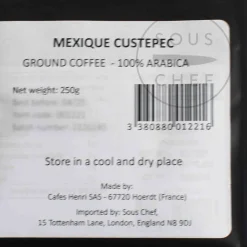 SOUS
CHEF
MEXIQUE CUSTEPEC
GROUND COFFEE - 100% ARABICA
Net weight: 250g
3 380880 012216
Store in a cool and dry place
Made by:
Cafes Henri SAS - 67720 Hoerdt (France)
Imported by: Sous Chef,
15 Tottenham Lane, London, England N8 9DJ